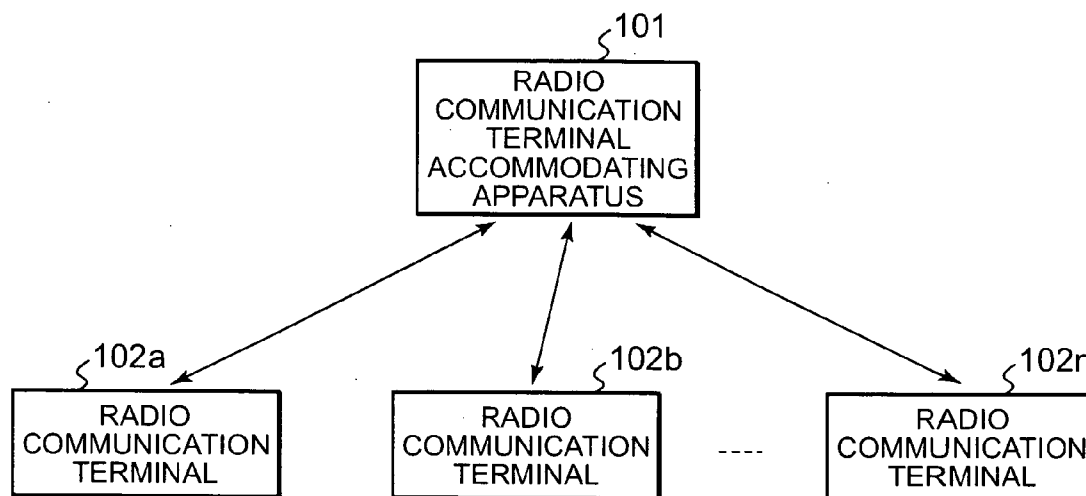 101
RADIO
COMMUNICATION
TERMINAL
ACCOMMODATING
APPARATUS
102a
RADIO
COMMUNICATION
TERMINAL
102b
RADIO
COMMUNICATION
TERMINAL
----
102n
RADIO
COMMUNICATION
TERMINAL